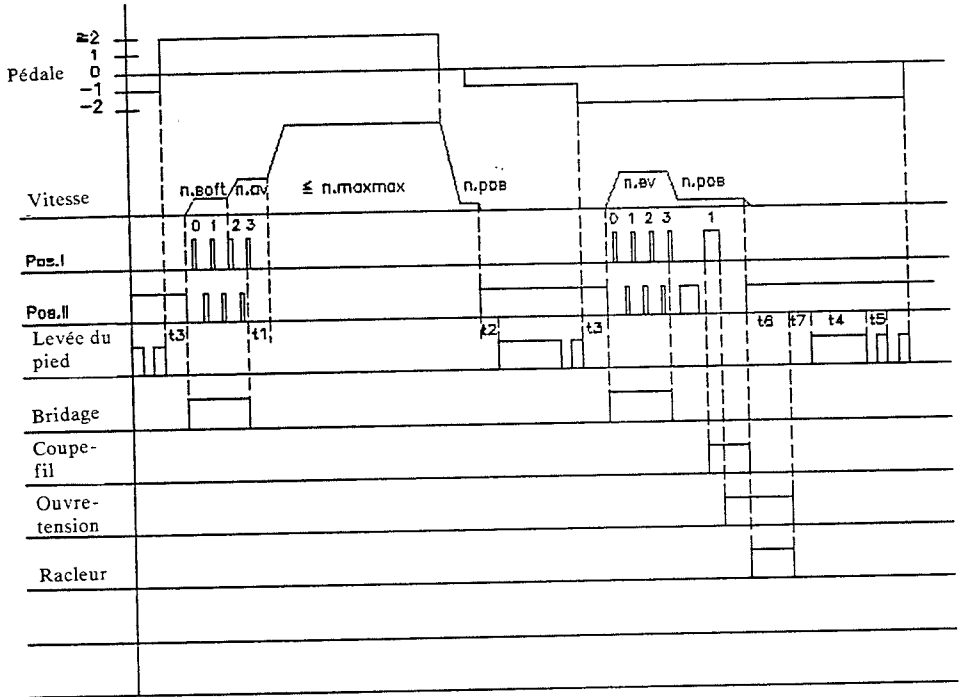 ≧2
1
Pédale 0
-1
-2
n.soft n.av ≦ n.maxmax n.pos n.ev n.pos
Vitesse
0 1 2 3 0 1 2 3 1
Pos.I
Pos.II
t3 t1 t2 t3 t6 t7 t4 t5
Levée du
pied
Bridage
Coupe-
fil
Ouvre-
tension
Racleur